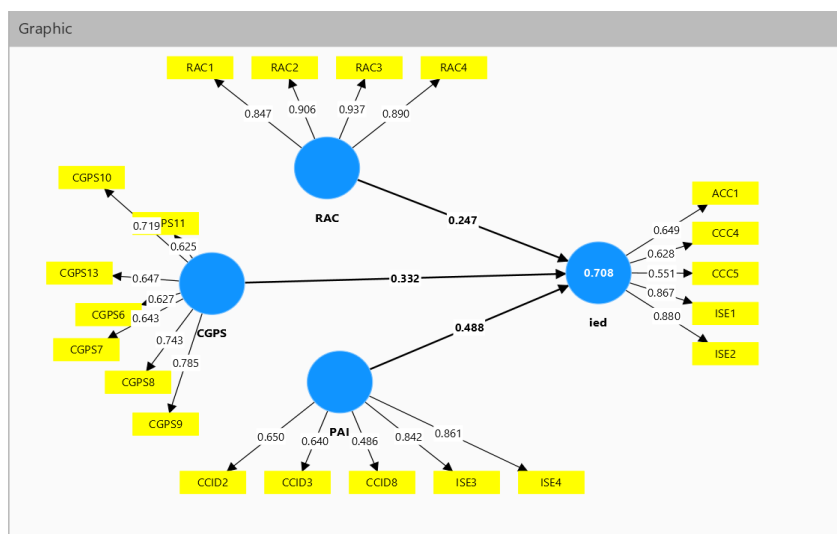 Graphic
RAC1
RAC2
RAC3
RAC4
0.847
0.906
0.937
0.890
RAC
CGPS10
PS11
CGPS13
CGPS6
CGPS7
CGPS8
CGPS9
0.719
0.625
0.647
0.627
0.643
0.743
0.785
CGPS
0.247
0.332
0.488
0.708
ied
ACC1
CCC4
CCC5
ISE1
ISE2
0.649
0.628
0.551
0.867
0.880
PAI
0.650
0.640
0.486
0.842
0.861
CCID2
CCID3
CCID8
ISE3
ISE4